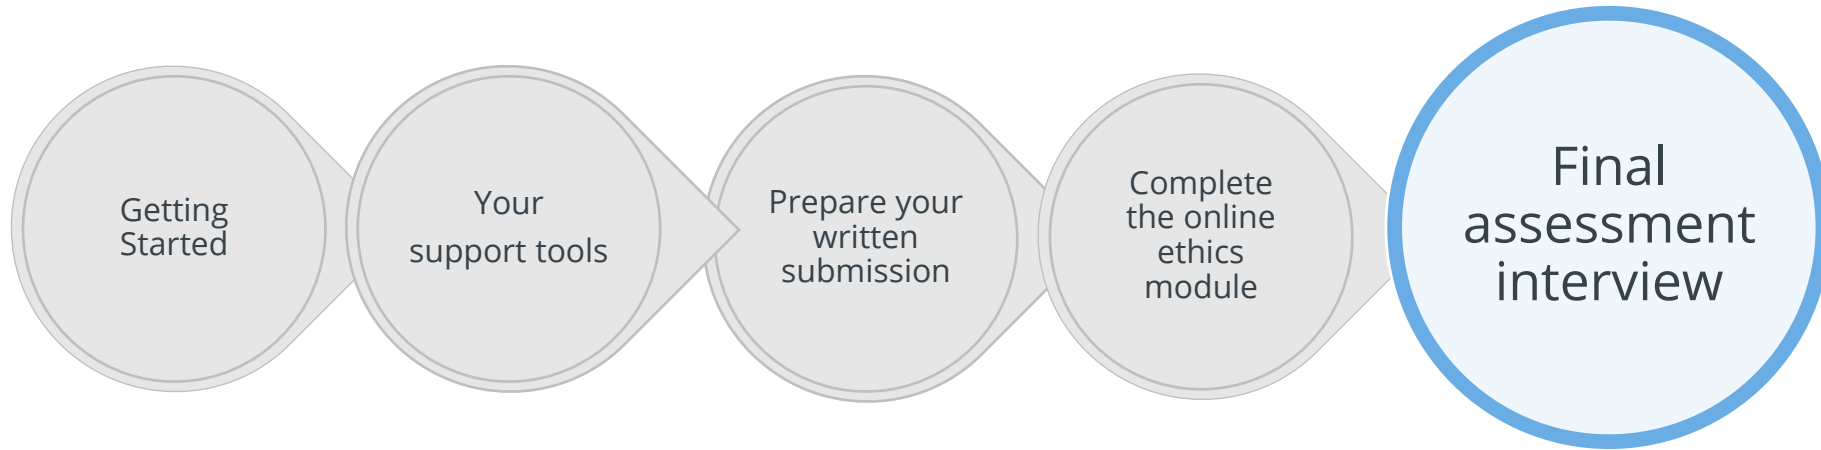 Getting
Started
Your
support tools
Prepare your
written
submission
Complete
the online
ethics
module
Final
assessment
interview